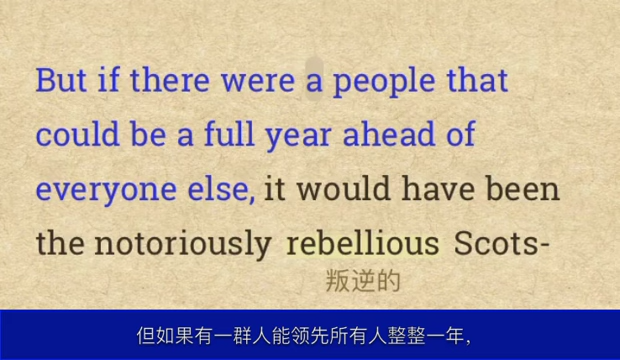 But if there were a people that
could be a full year ahead of
everyone else, it would have been
the notoriously rebellious Scots-
叛逆的
但如果有一群人能领先所有人整整一年，